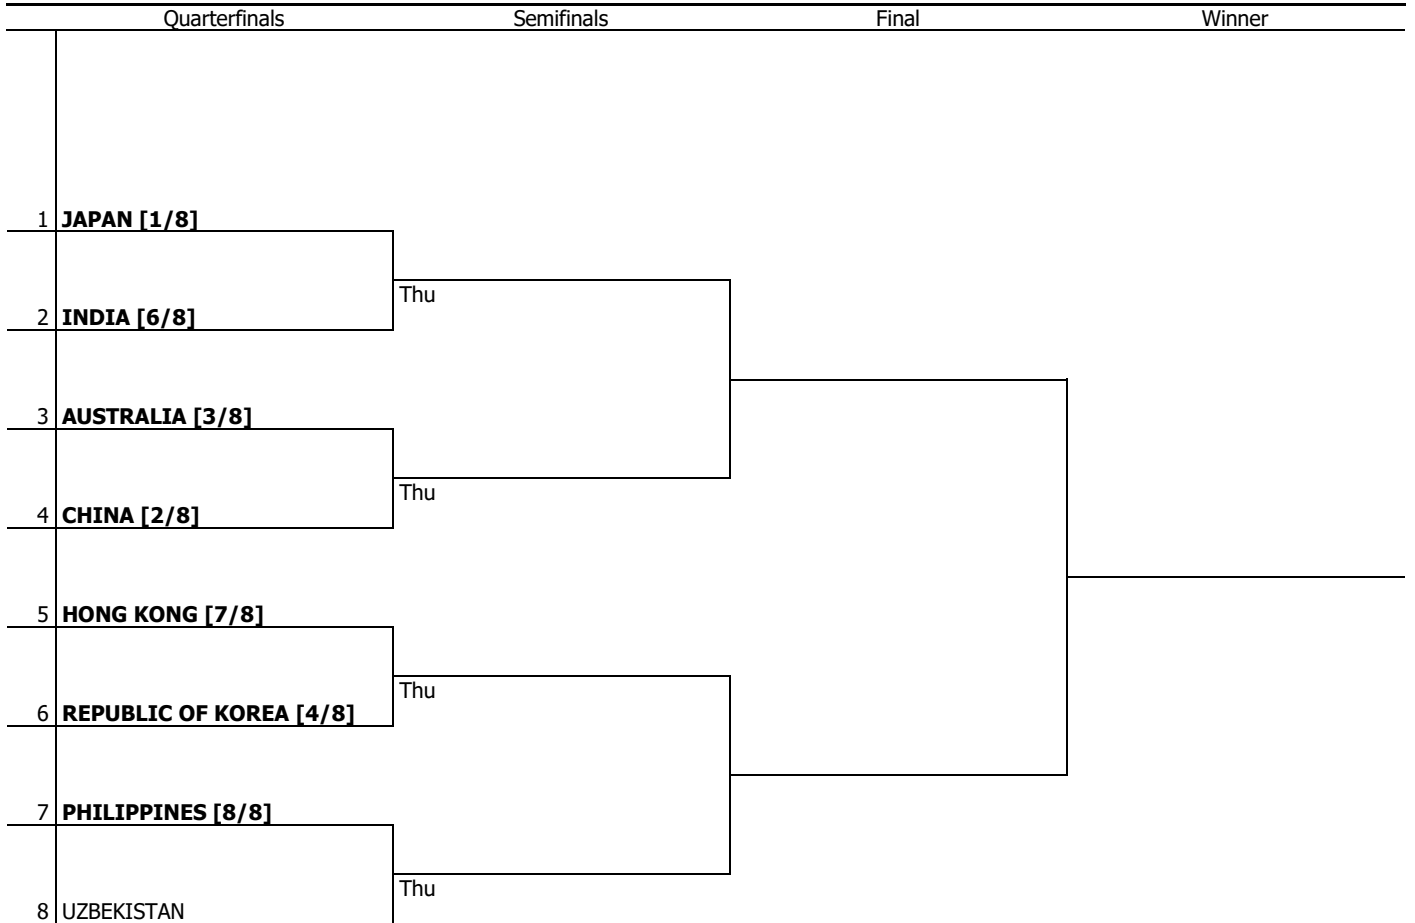 Quarterfinals Semifinals Final Winner
1 JAPAN [1/8]
Thu
2 INDIA [6/8]
3 AUSTRALIA [3/8]
Thu
4 CHINA [2/8]
5 HONG KONG [7/8]
Thu
6 REPUBLIC OF KOREA [4/8]
7 PHILIPPINES [8/8]
Thu
8 UZBEKISTAN